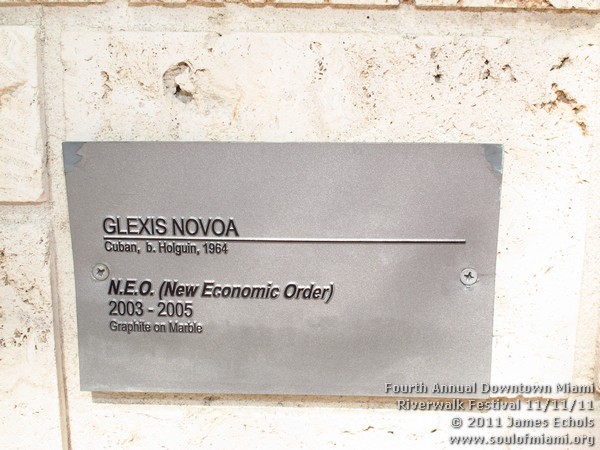 GLEXIS NOVOA
Cuban, b. Holguin, 1964
N.E.O. (New Economic Order)
2003 - 2005
Graphite on Marble
Fourth Annual Downtown Miami
Riverwalk Festival 11/11/11
© 2011 James Echols
www.soulofmiami.org